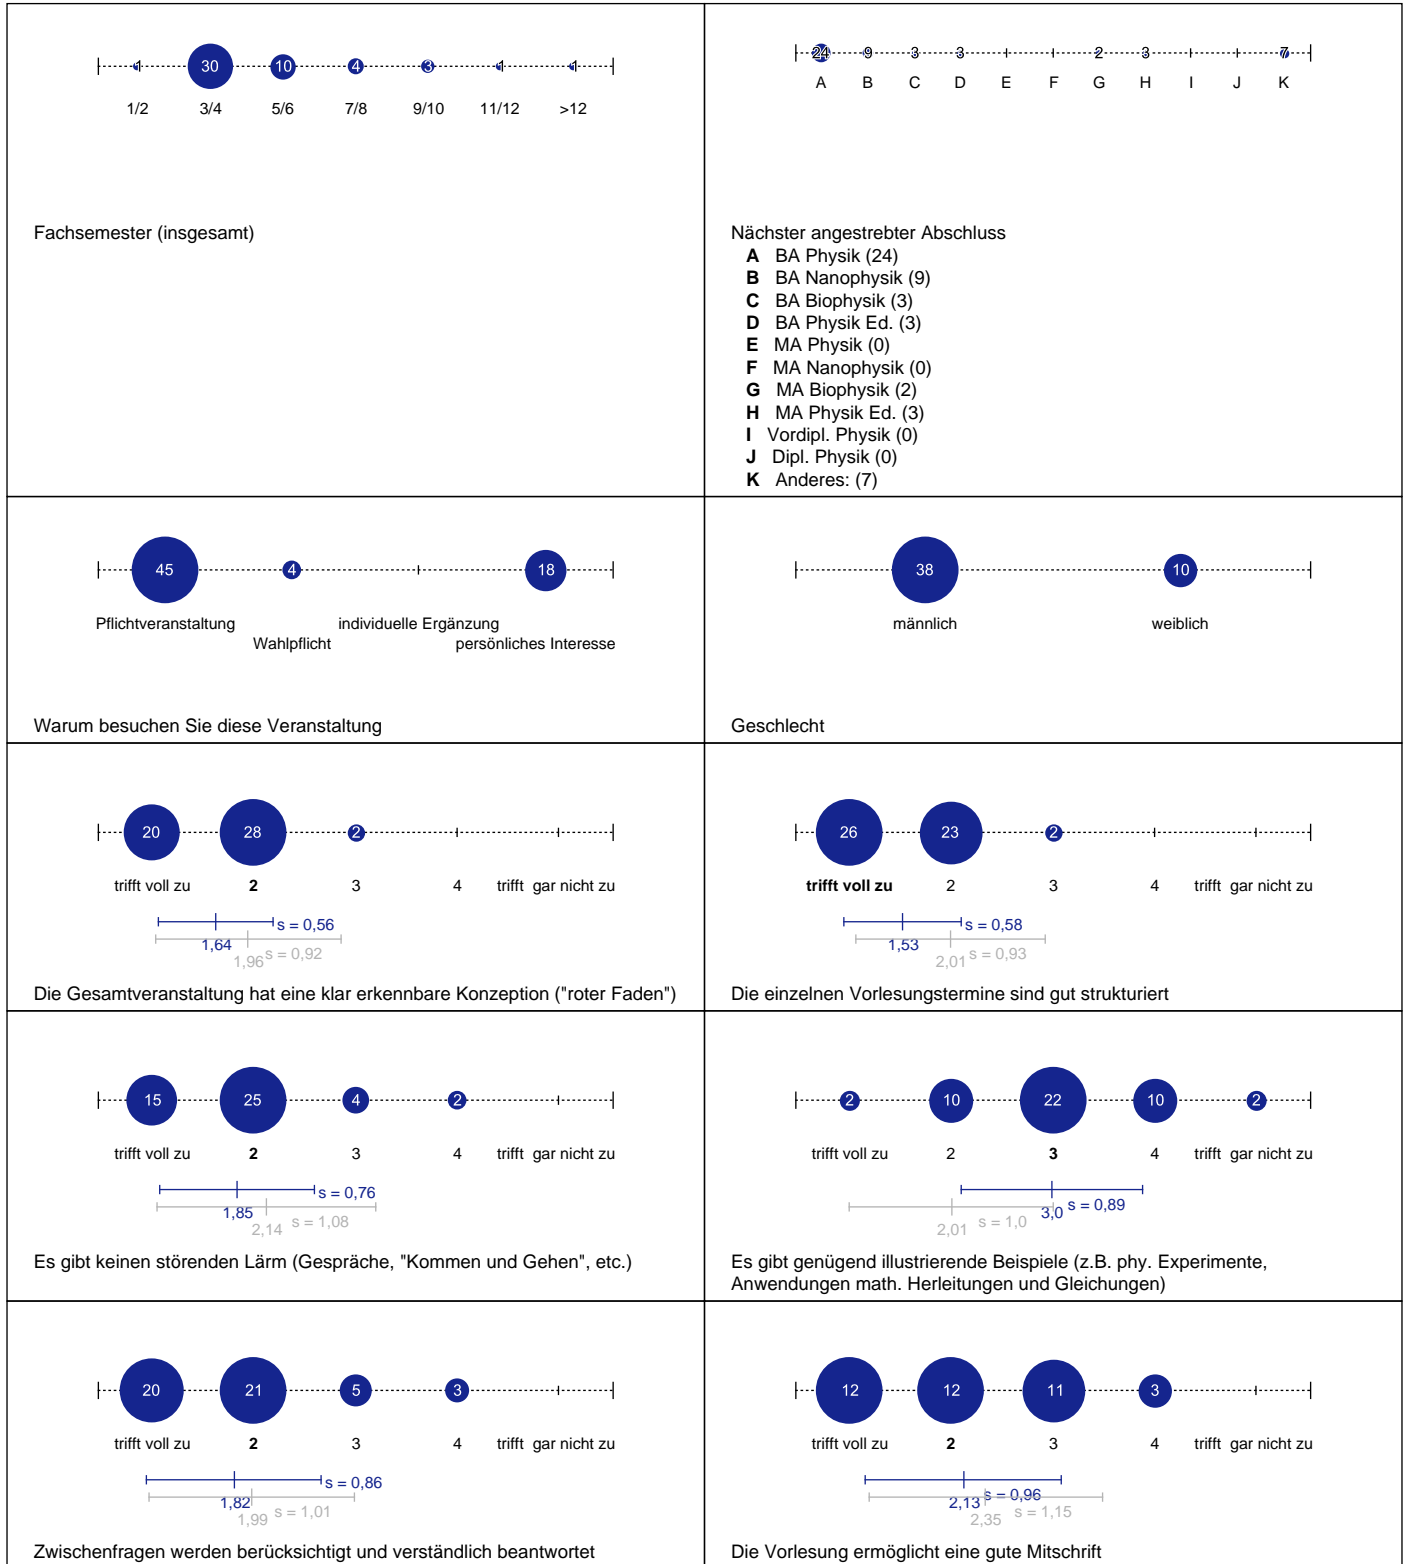 1 30 10 4 3 1 1
1/2 3/4 5/6 7/8 9/10 11/12 >12
Fachsemester (insgesamt)
24 9 3 3 2 3 7
A B C D E F G H I J K
Nächster angestrebter Abschluss
A BA Physik (24)
B BA Nanophysik (9)
C BA Biophysik (3)
D BA Physik Ed. (3)
E MA Physik (0)
F MA Nanophysik (0)
G MA Biophysik (2)
H MA Physik Ed. (3)
I Vordipl. Physik (0)
J Dipl. Physik (0)
K Anderes: (7)
45 4 18
Pflichtveranstaltung individuelle Ergänzung
Wahlpflicht persönliches Interesse
Warum besuchen Sie diese Veranstaltung
38 10
männlich weiblich
Geschlecht
20 28 2
trifft voll zu 2 3 4 trifft gar nicht zu
s = 0,56
1,64
s = 0,92
1,96
Die Gesamtveranstaltung hat eine klar erkennbare Konzeption ("roter Faden")
26 23 2
trifft voll zu 2 3 4 trifft gar nicht zu
s = 0,58
1,53
s = 0,93
2,01
Die einzelnen Vorlesungstermine sind gut strukturiert
15 25 4 2
trifft voll zu 2 3 4 trifft gar nicht zu
s = 0,76
1,85
s = 1,08
2,14
Es gibt keinen störenden Lärm (Gespräche, "Kommen und Gehen", etc.)
2 10 22 10 2
trifft voll zu 2 3 4 trifft gar nicht zu
s = 0,89
3,0
s = 1,0
2,01
Es gibt genügend illustrierende Beispiele (z.B. phy. Experimente,
Anwendungen math. Herleitungen und Gleichungen)
20 21 5 3
trifft voll zu 2 3 4 trifft gar nicht zu
s = 0,86
1,82
s = 1,01
1,99
Zwischenfragen werden berücksichtigt und verständlich beantwortet
12 12 11 3
trifft voll zu 2 3 4 trifft gar nicht zu
s = 0,96
2,13
s = 1,15
2,35
Die Vorlesung ermöglicht eine gute Mitschrift